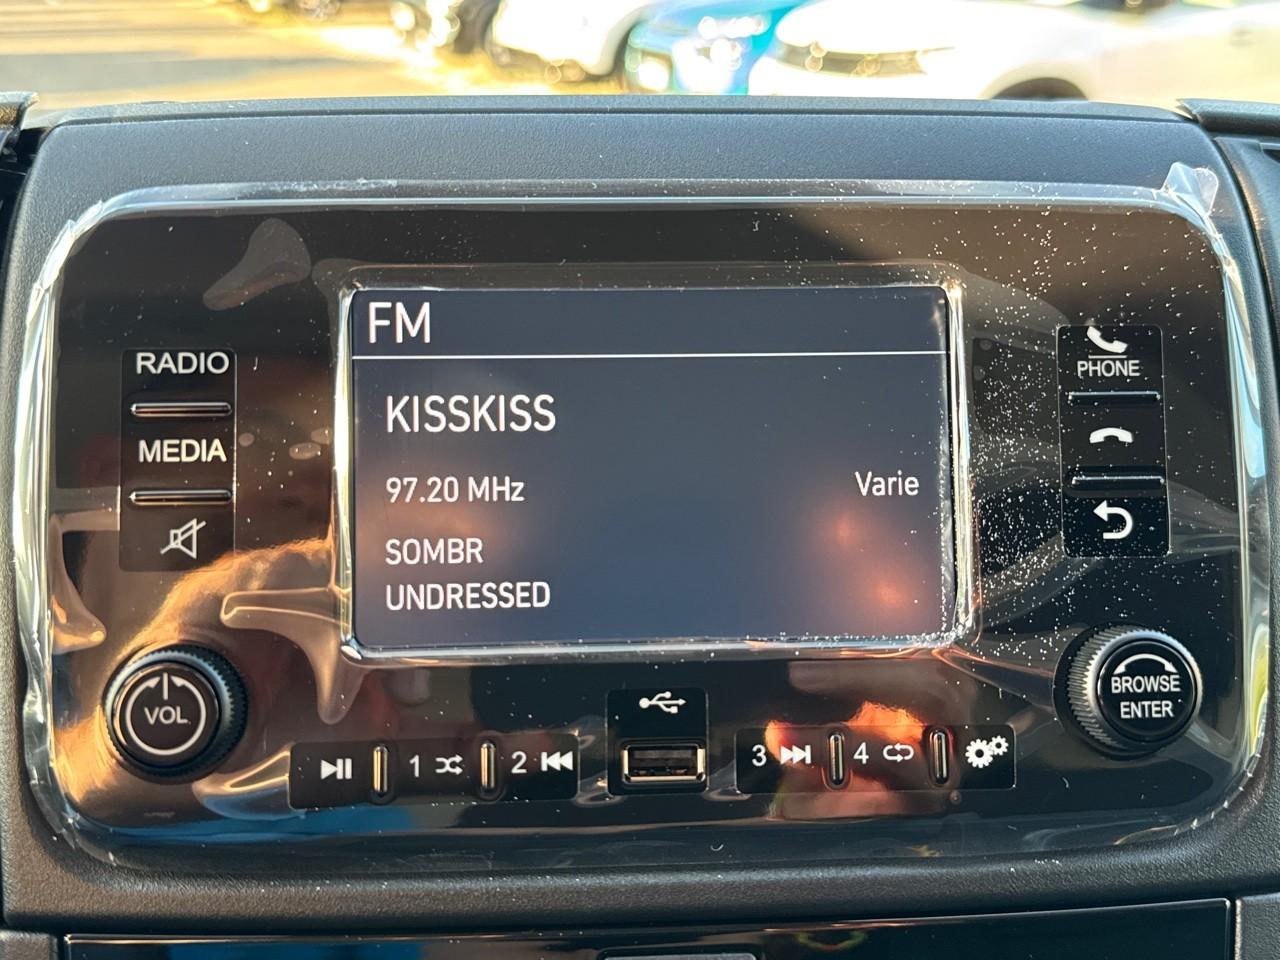 FM
KISSKISS
97.20 MHz
Varie
SOMBR
UNDRESSED
RADIO
MEDIA
VOL
PHONE
BROWSE
ENTER
1
2
3
4